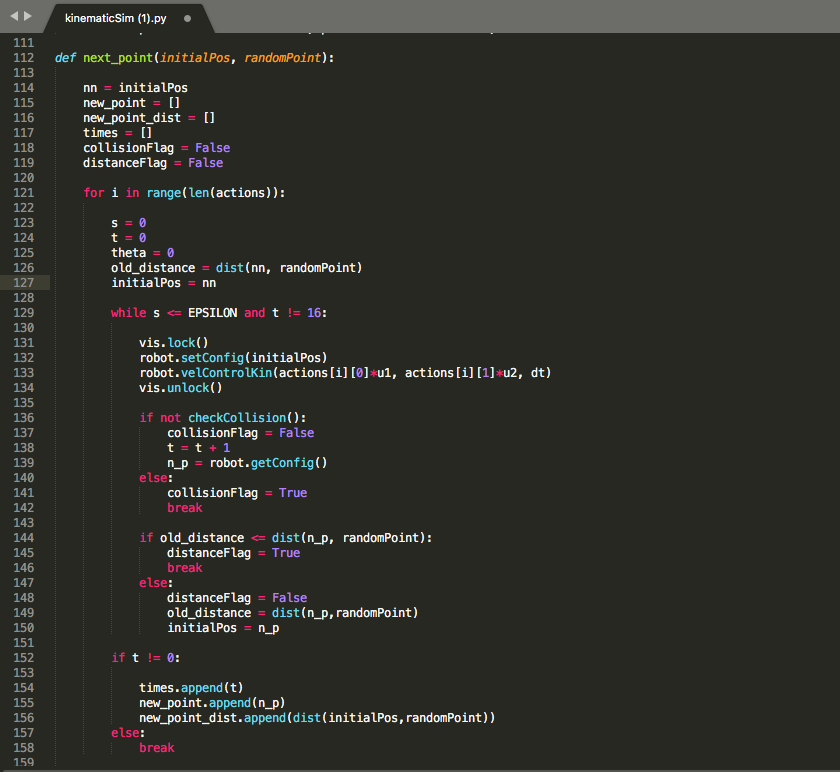 kinematicSim (1).py
111
112 def next_point(initialPos, randomPoint):
113
114     nn = initialPos
115     new_point = []
116     new_point_dist = []
117     times = []
118     collisionFlag = False
119     distanceFlag = False
120
121     for i in range(len(actions)):
122
123         s = 0
124         t = 0
125         theta = 0
126         old_distance = dist(nn, randomPoint)
127         initialPos = nn
128
129         while s <= EPSILON and t != 16:
130
131             vis.lock()
132             robot.setConfig(initialPos)
133             robot.velControlKin(actions[i][0]*u1, actions[i][1]*u2, dt)
134             vis.unlock()
135
136             if not checkCollision():
137                 collisionFlag = False
138                 t = t + 1
139                 n_p = robot.getConfig()
140             else:
141                 collisionFlag = True
142                 break
143
144             if old_distance <= dist(n_p, randomPoint):
145                 distanceFlag = True
146                 break
147             else:
148                 distanceFlag = False
149                 old_distance = dist(n_p,randomPoint)
150                 initialPos = n_p
151
152         if t != 0:
153
154             times.append(t)
155             new_point.append(n_p)
156             new_point_dist.append(dist(initialPos,randomPoint))
157         else:
158             break
159